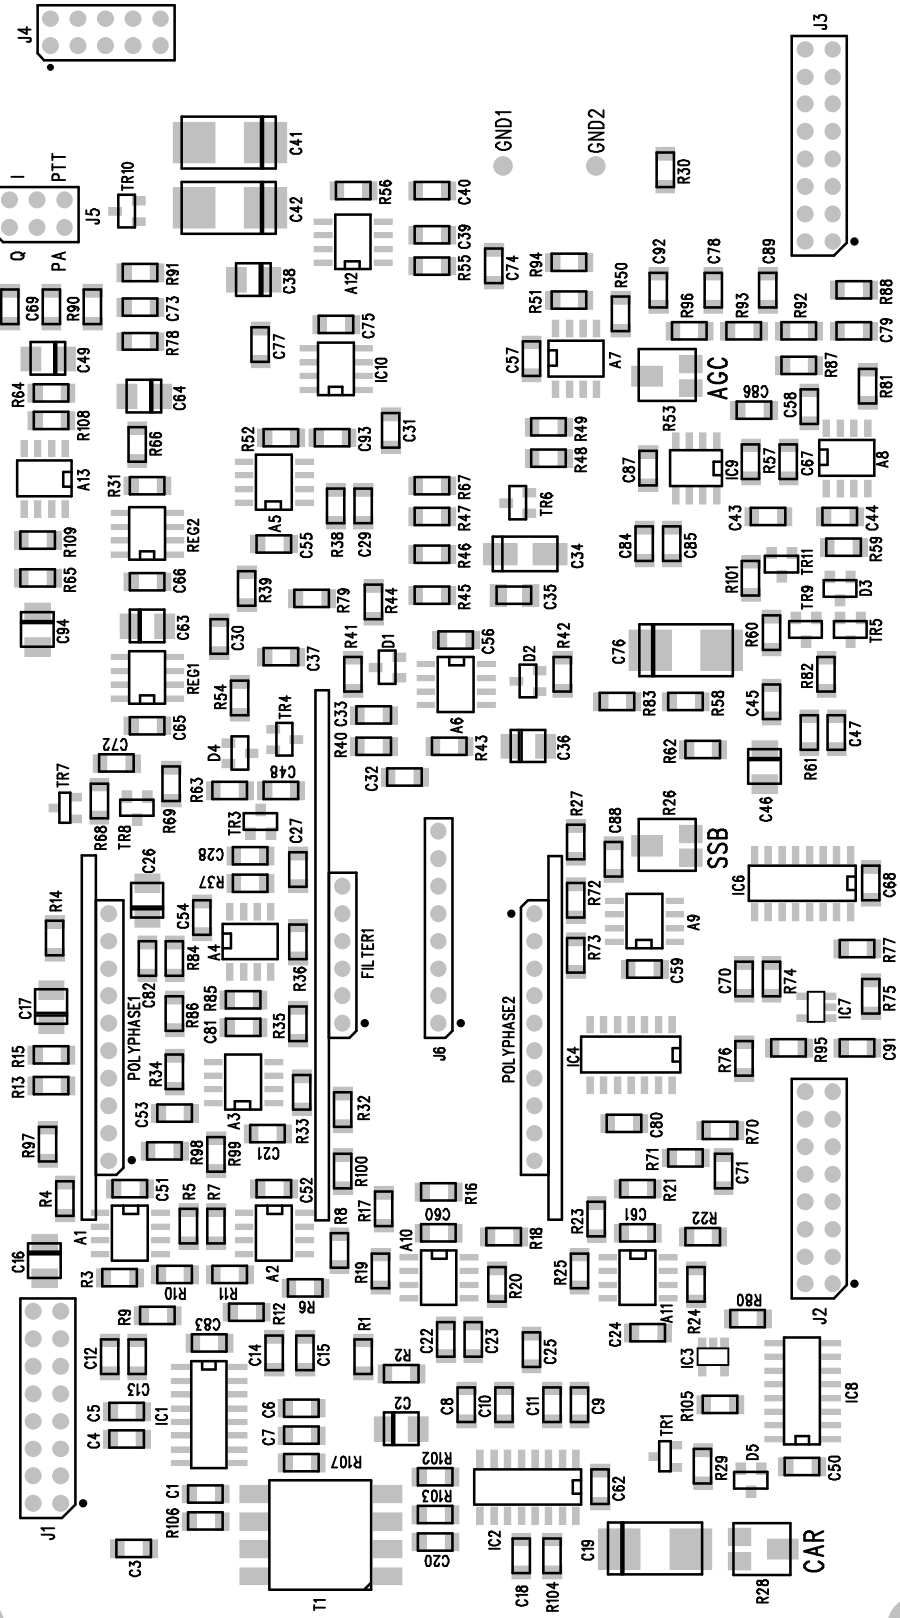 J4
J3
I
PTT
TR10
C41
GND1
GND2
R30
J5
Q
PA
C42
R56
C40
A12
C39
R55
C74
R94
R50
C92
C78
C89
R91
C38
C69
R90
C73
R51
R96
R93
R92
R88
C79
R78
C77
C75
C57
A7
AGC
R87
C49
R64
C64
IC10
R53
C86
C58
R81
R108
R66
R52
C93
C31
R49
R48
C87
IC9
R57
C67
A8
A13
R31
A5
R67
TR6
R109
REG2
C55
R38
C29
R47
C43
C44
R46
C34
C84
C85
R59
R65
C66
R39
R79
R44
R45
C35
R101
TR11
TR9
D3
C94
C63
C30
R41
D1
C56
R42
C76
R60
TR5
REG1
C37
D2
R54
TR4
C33
A6
R83
R58
C45
R82
C65
D4
R40
R43
C36
R62
R61
C47
C72
C32
C46
TR7
R68
TR8
R69
R63
C48
TR3
C27
R27
C88
R26
SSB
C26
C28
R37
IC6
C68
R14
C54
A4
FILTER1
R72
A9
C17
POLYPHASE1
C82
R84
R36
R73
C59
C70
R74
R77
R86
R85
C81
R35
J6
POLYPHASE2
IC4
IC7
R75
R15
R13
R34
R76
R95
C91
C53
A3
R33
R32
C80
R70
R97
R98
R99
C21
R100
R71
C71
R4
C51
R5
R7
C52
R8
R17
R16
R21
R23
A1
C60
A10
R18
C61
R22
C16
R3
R10
R11
A2
R6
R19
R20
R25
A11
R24
R9
R12
R80
J2
C83
R1
C22
C23
C25
C24
C12
C13
C14
C15
R2
IC3
C5
IC1
C6
C2
C8
C10
C11
C9
R105
IC8
C4
C7
R107
R102
TR1
R29
D5
C50
J1
C1
R106
R103
C62
C3
C20
IC2
C18
R104
C19
R28
CAR
T1